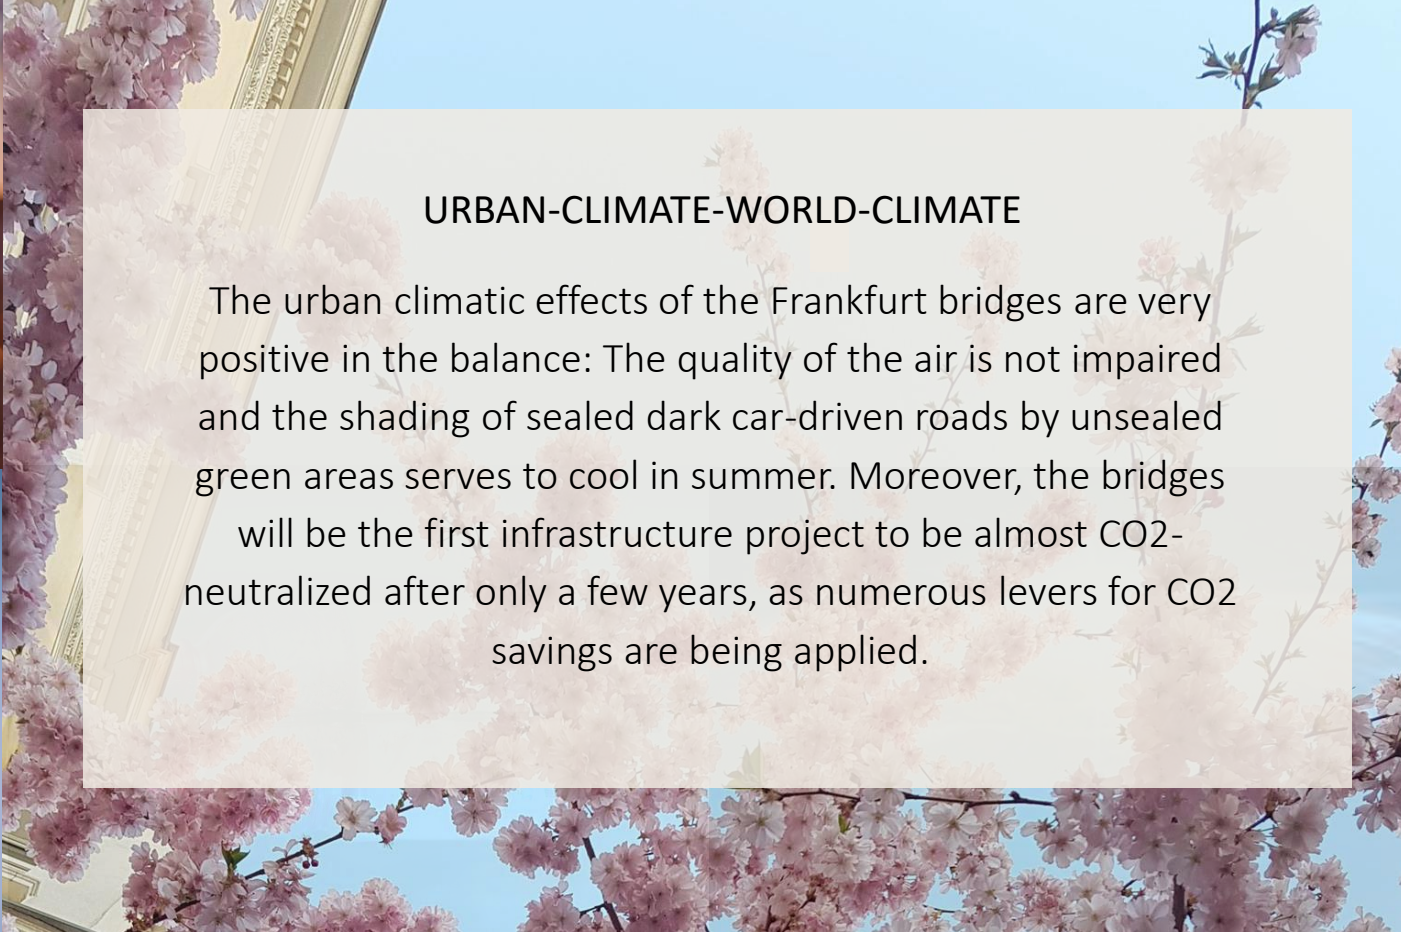 URBAN-CLIMATE-WORLD-CLIMATE
The urban climatic effects of the Frankfurt bridges are very
positive in the balance: The quality of the air is not impaired
and the shading of sealed dark car-driven roads by unsealed
green areas serves to cool in summer. Moreover, the bridges
will be the first infrastructure project to be almost CO2-
neutralized after only a few years, as numerous levers for CO2
savings are being applied.